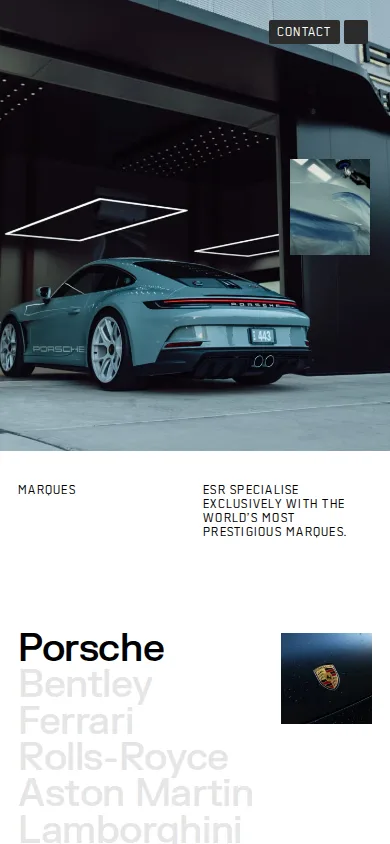 CONTACT
PORSCHE
443
PORSCHE
MARQUES
ESR SPECIALISE
EXCLUSIVELY WITH THE
WORLD'S MOST
PRESTIGIOUS MARQUES.
Porsche
Bentley
Ferrari
Rolls-Royce
Aston Martin
Lamborghini